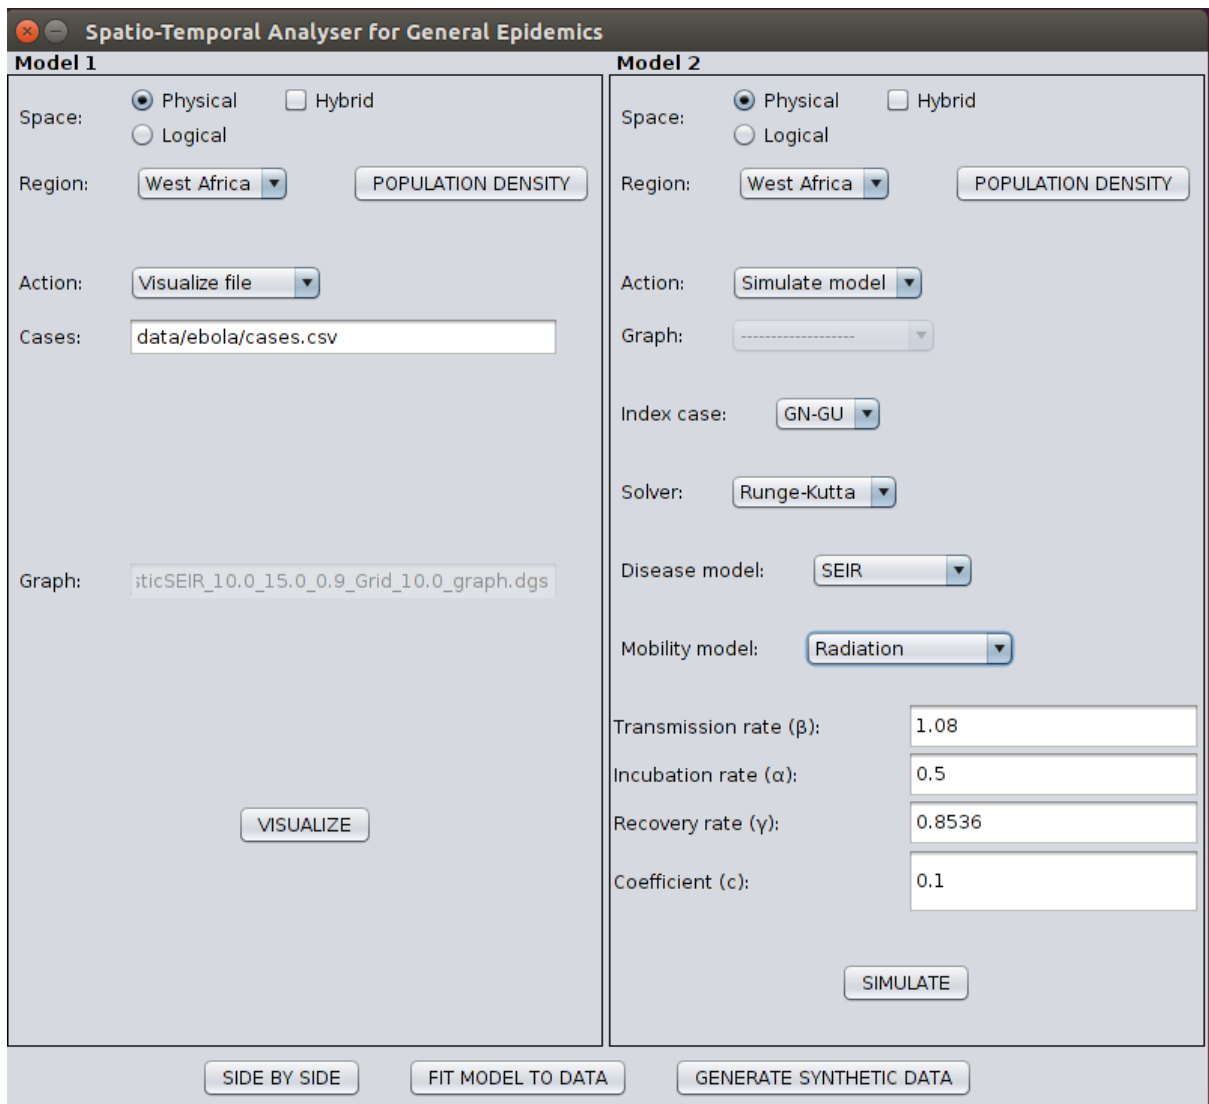 Spatio-Temporal Analyser for General Epidemics
Model 1
Space:
Physical
Hybrid
Logical
Region:
West Africa
POPULATION DENSITY
Action:
Visualize file
Cases:
data/ebola/cases.csv
Graph:
sticSEIR_10.0_15.0_0.9_Grid_10.0_graph.dgs
VISUALIZE
Model 2
Space:
Physical
Hybrid
Logical
Region:
West Africa
POPULATION DENSITY
Action:
Simulate model
Graph:
-------------------
Index case:
GN-GU
Solver:
Runge-Kutta
Disease model:
SEIR
Mobility model:
Radiation
Transmission rate (β):
1.08
Incubation rate (α):
0.5
Recovery rate (γ):
0.8536
Coefficient (c):
0.1
SIMULATE
SIDE BY SIDE
FIT MODEL TO DATA
GENERATE SYNTHETIC DATA